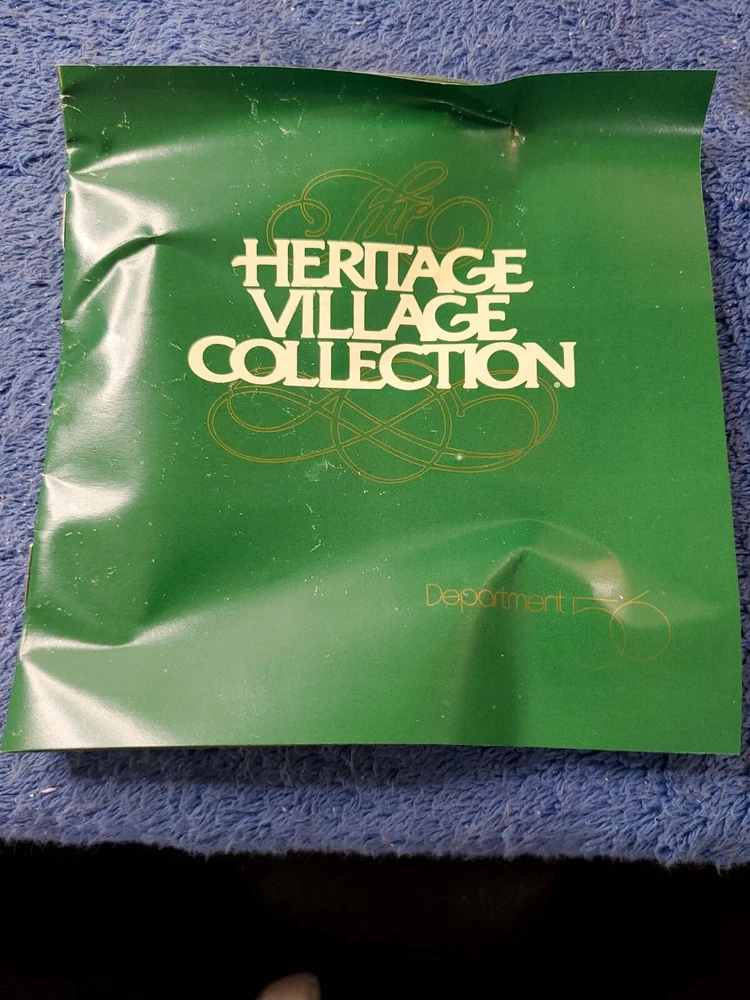 The
HERITAGE
VILLAGE
COLLECTION®
Department 56